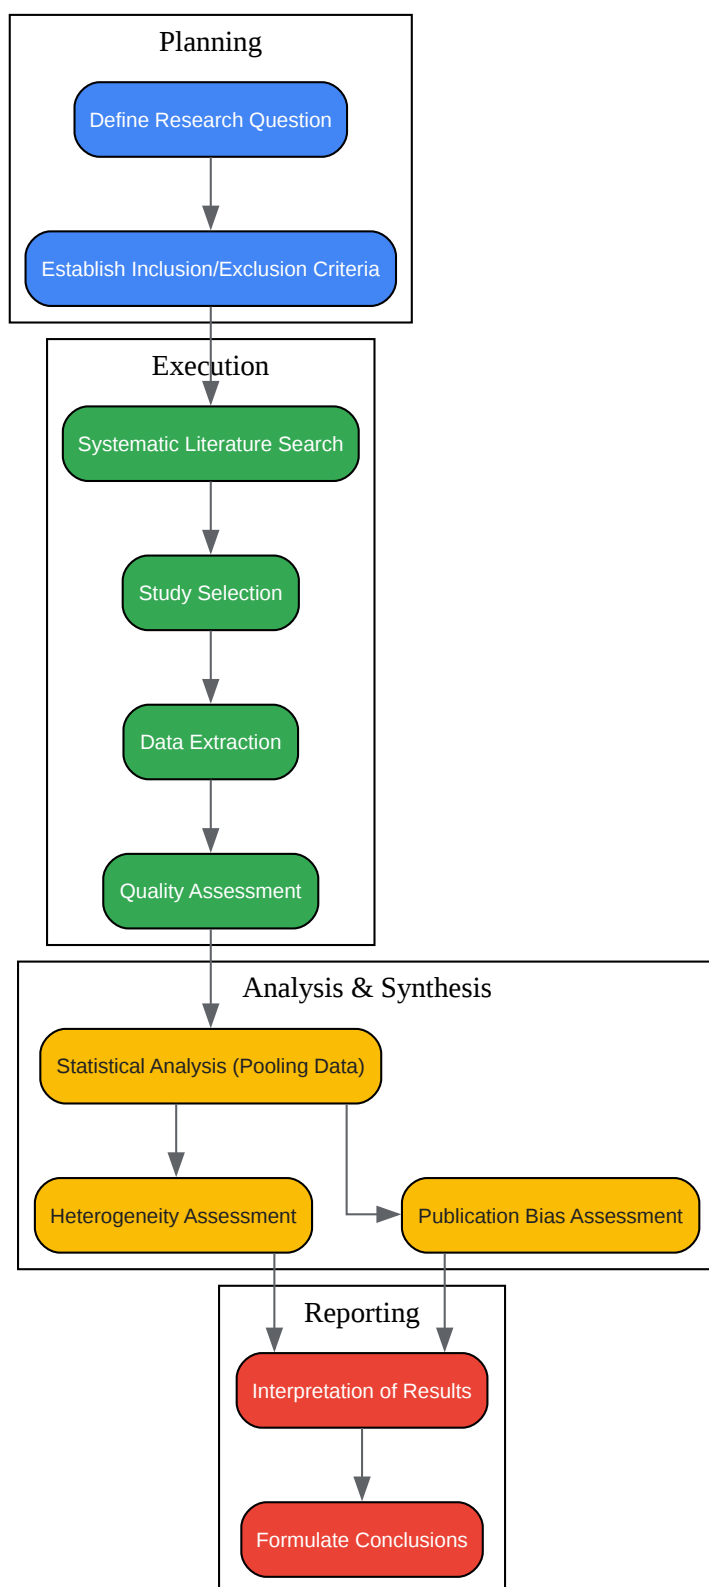 Planning
Define Research Question
Establish Inclusion/Exclusion Criteria
Execution
Systematic Literature Search
Study Selection
Data Extraction
Quality Assessment
Analysis & Synthesis
Statistical Analysis (Pooling Data)
Heterogeneity Assessment
Publication Bias Assessment
Reporting
Interpretation of Results
Formulate Conclusions